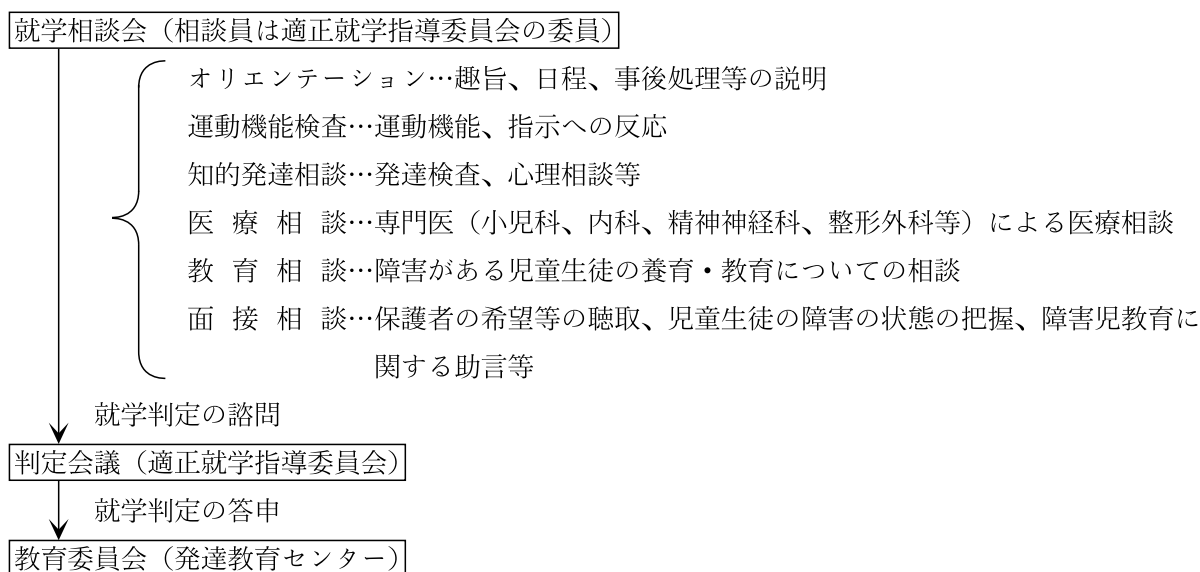 就学相談会（相談員は適正就学指導委員会の委員）
オリエンテーション…趣旨、日程、事後処理等の説明
運動機能検査…運動機能、指示への反応
知的発達相談…発達検査、心理相談等
医療相談…専門医（小児科、内科、精神神経科、整形外科等）による医療相談
教育相談…障害がある児童生徒の養育・教育についての相談
面接相談…保護者の希望等の聴取、児童生徒の障害の状態の把握、障害児教育に
関する助言等
就学判定の諮問
判定会議（適正就学指導委員会）
就学判定の答申
教育委員会（発達教育センター）